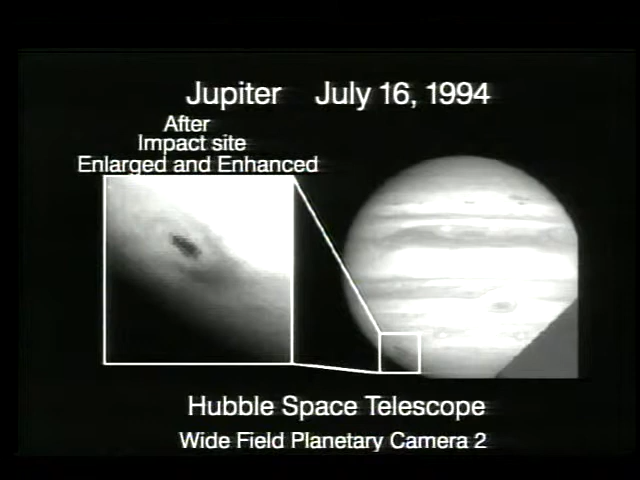 Jupiter July 16, 1994
After
Impact site
Enlarged and Enhanced
Hubble Space Telescope
Wide Field Planetary Camera 2